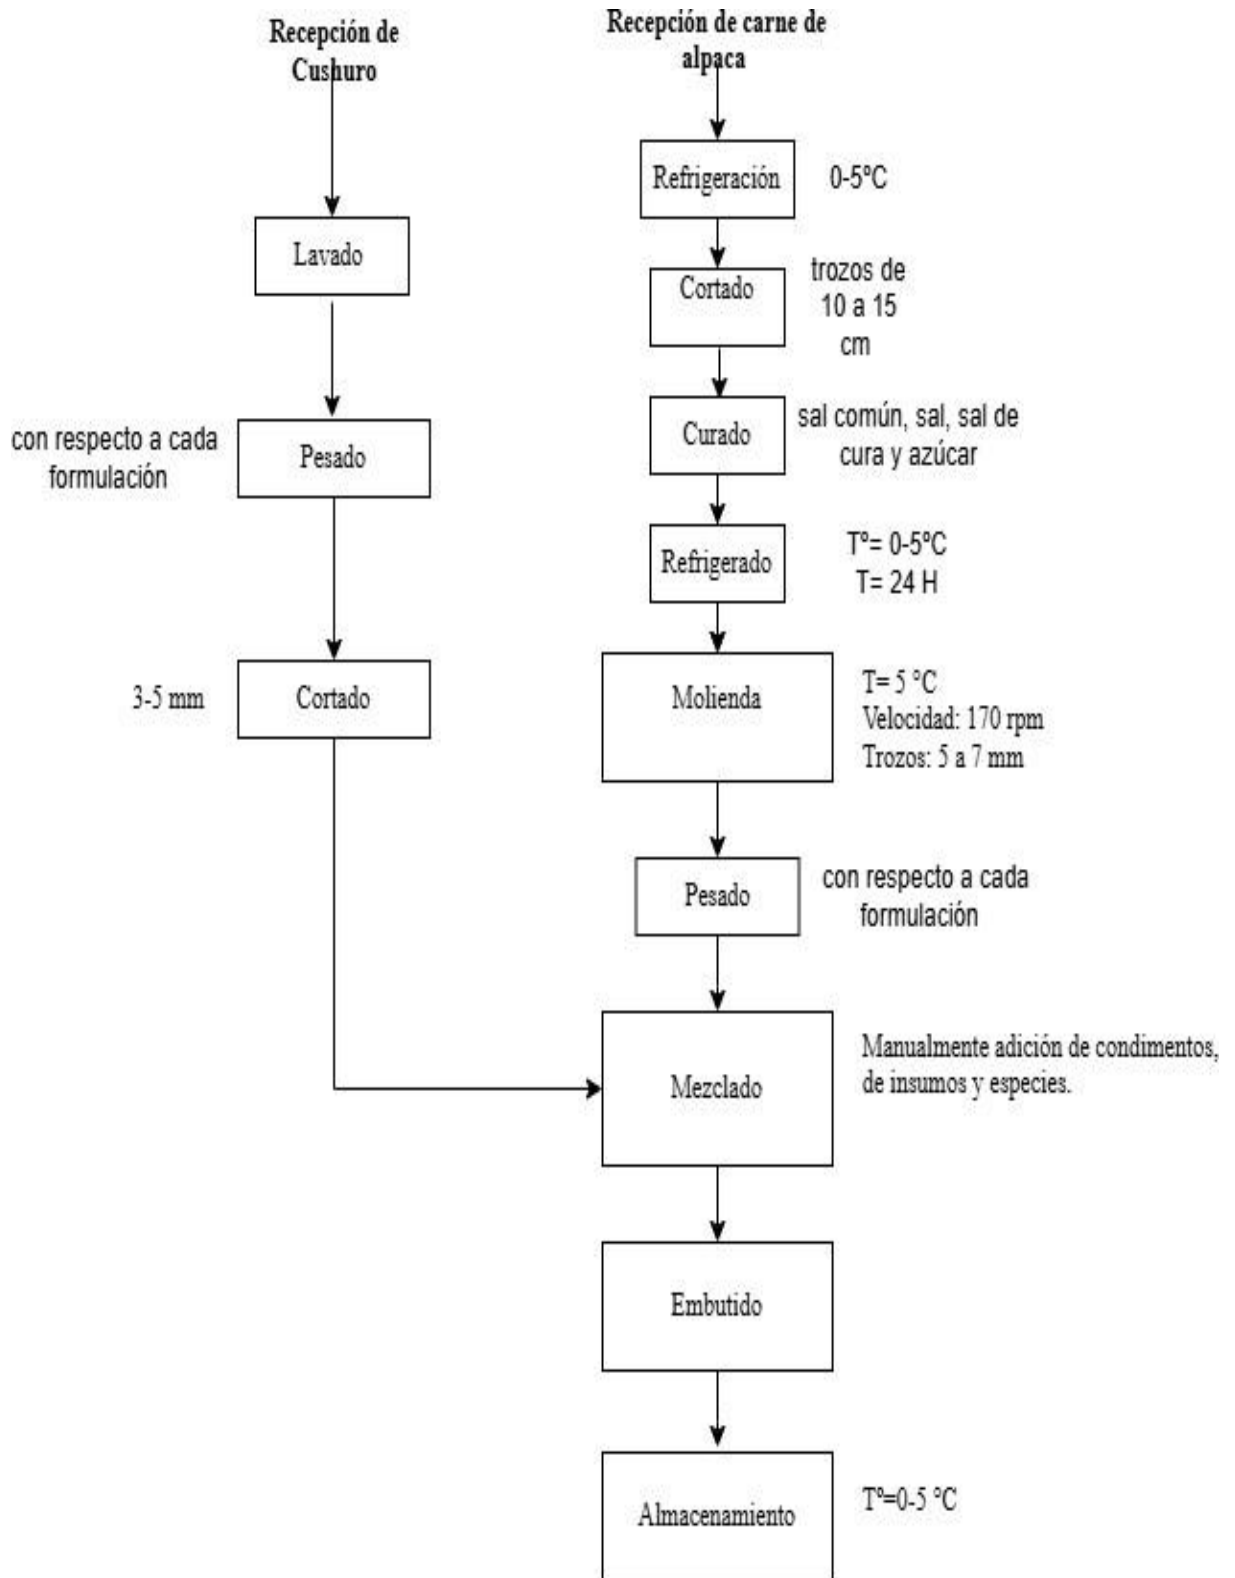 Recepción de
Cushuro
Lavado
con respecto a cada
formulación
Pesado
3-5 mm
Cortado
Recepción de carne de
alpaca
Refrigeración
0-5ºC
Cortado
trozos de
10 a 15
cm
Curado
sal común, sal, sal de
cura y azúcar
Refrigerado
Tº= 0-5ºC
T= 24 H
Molienda
T= 5 °C
Velocidad: 170 rpm
Trozos: 5 a 7 mm
Pesado
con respecto a cada
formulación
Mezclado
Manualmente adición de condimentos,
de insumos y especies.
Embutido
Almacenamiento
Tº=0-5 °C